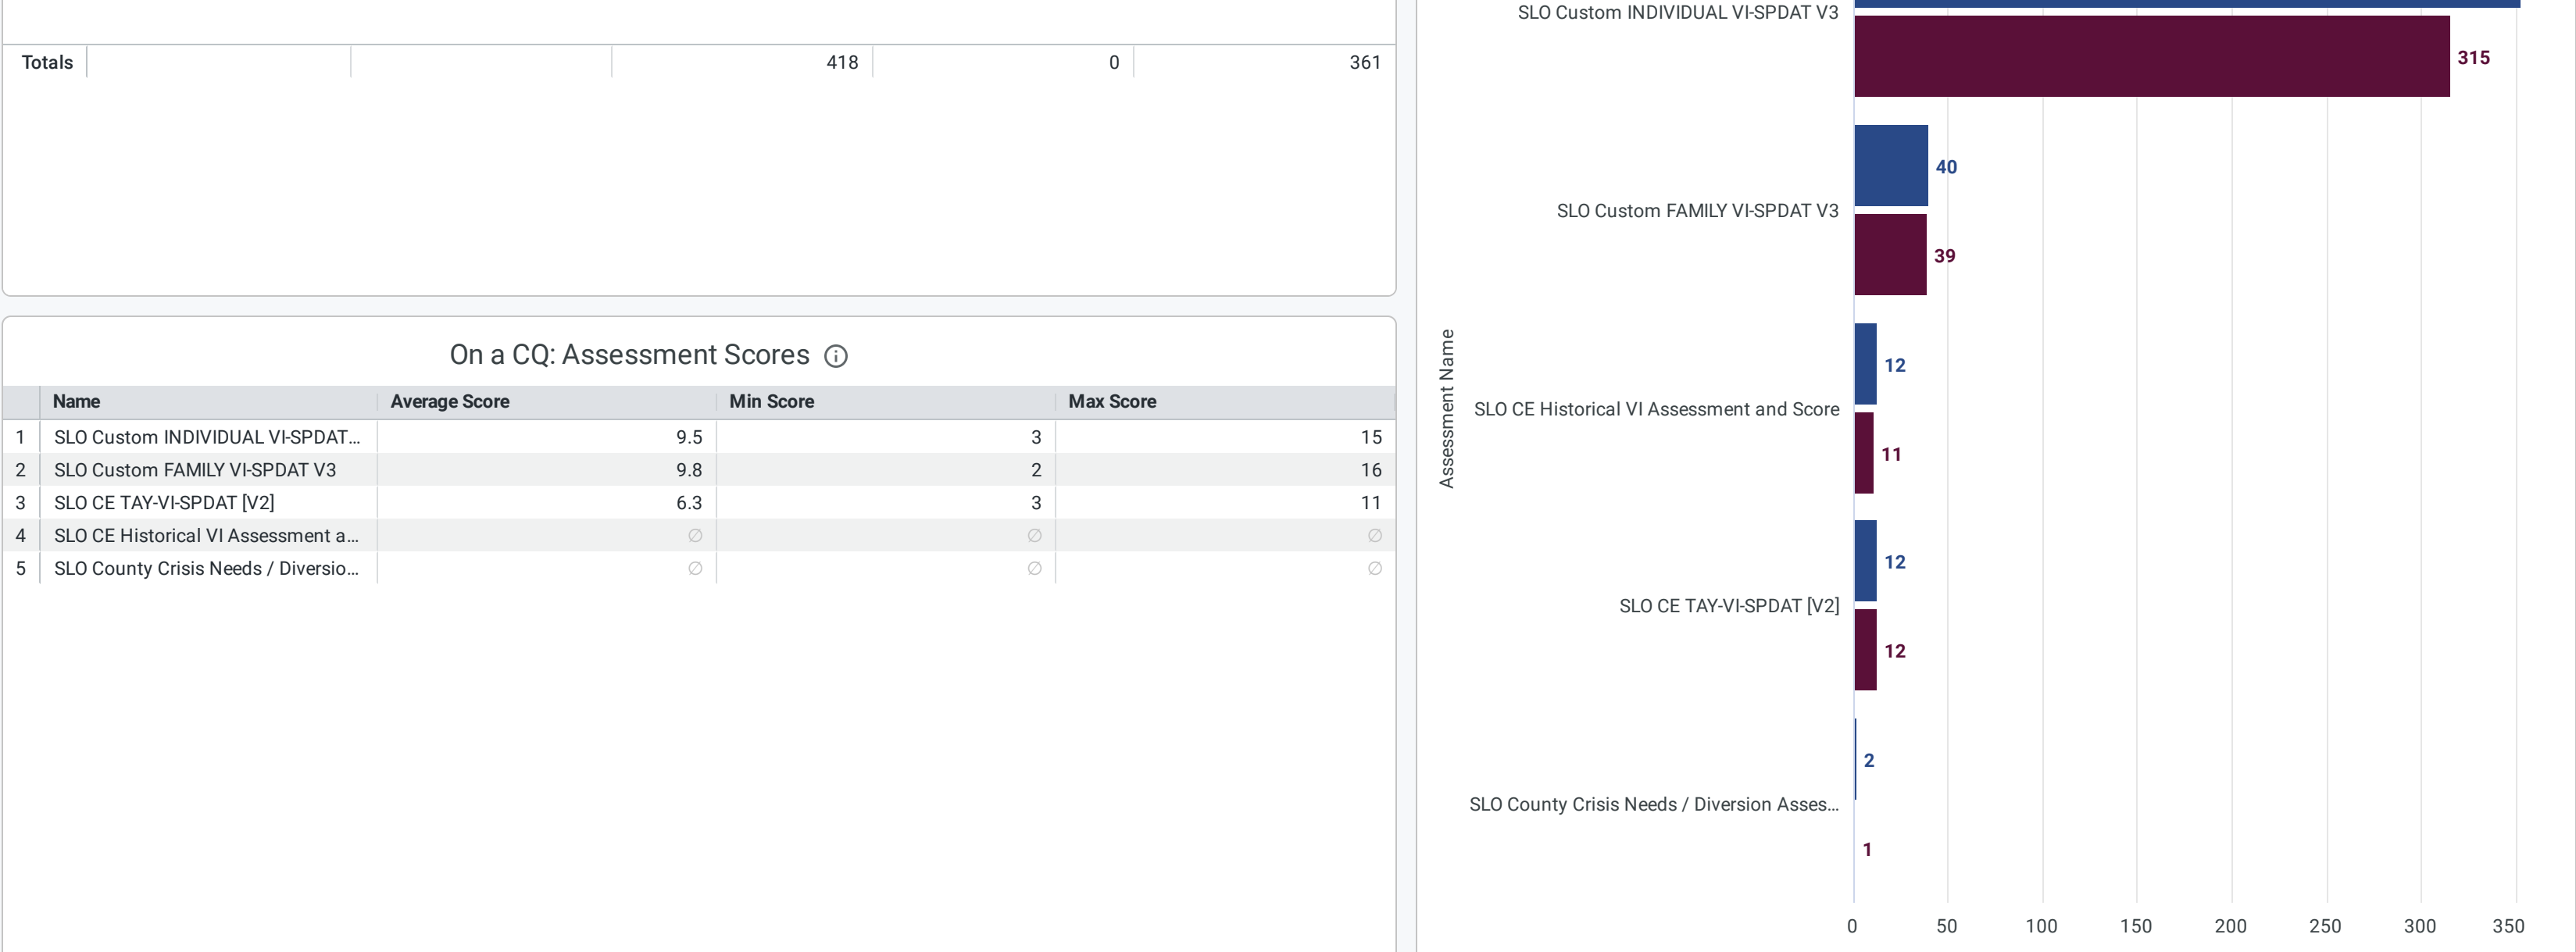 Totals 418 0 361
On a CQ: Assessment Scores
Name Average Score Min Score Max Score
1 SLO Custom INDIVIDUAL VI-SPDAT... 9.5 3 15
2 SLO Custom FAMILY VI-SPDAT V3 9.8 2 16
3 SLO CE TAY-VI-SPDAT [V2] 6.3 3 11
4 SLO CE Historical VI Assessment a... ∅ ∅ ∅
5 SLO County Crisis Needs / Diversio... ∅ ∅ ∅
Assessment Name
SLO Custom INDIVIDUAL VI-SPDAT V3
315
40
SLO Custom FAMILY VI-SPDAT V3
39
12
SLO CE Historical VI Assessment and Score
11
12
SLO CE TAY-VI-SPDAT [V2]
12
2
SLO County Crisis Needs / Diversion Asses...
1
0 50 100 150 200 250 300 350